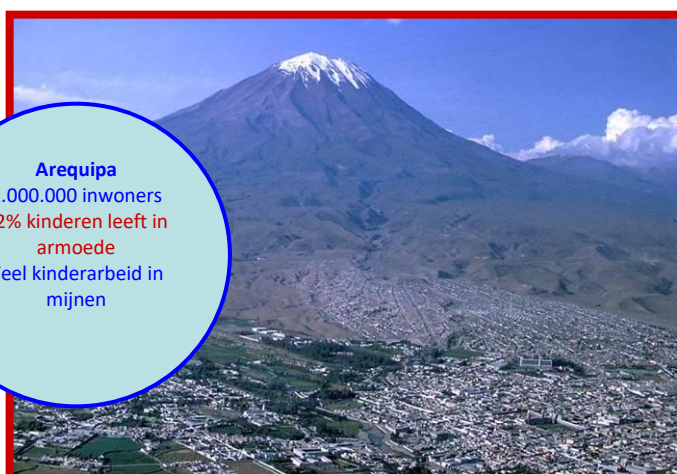 Arequipa
.000.000 inwoners
2% kinderen leeft in
armoede
eel kinderarbeid in
mijnen